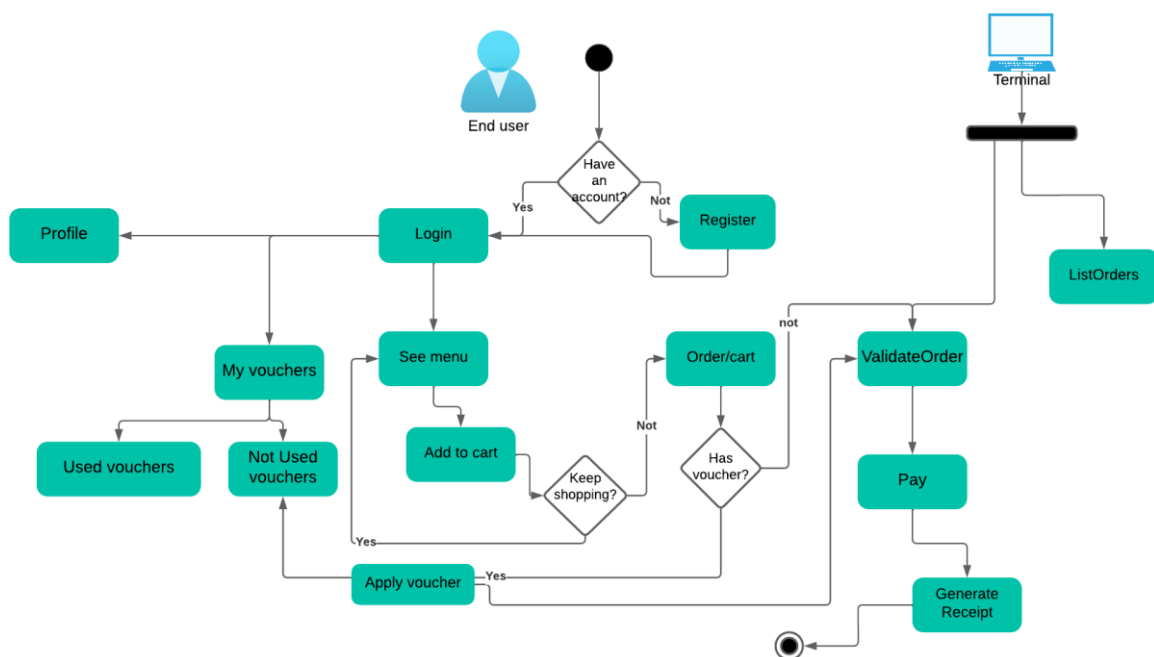 Terminal
End user
Have
an
account?
Yes
Not
Register
Profile
Login
ListOrders
not
My vouchers
See menu
Order/cart
ValidateOrder
Not
Used vouchers
Not Used
vouchers
Add to cart
Has
voucher?
Keep
shopping?
Pay
Yes
Apply voucher
Yes
Generate
Receipt